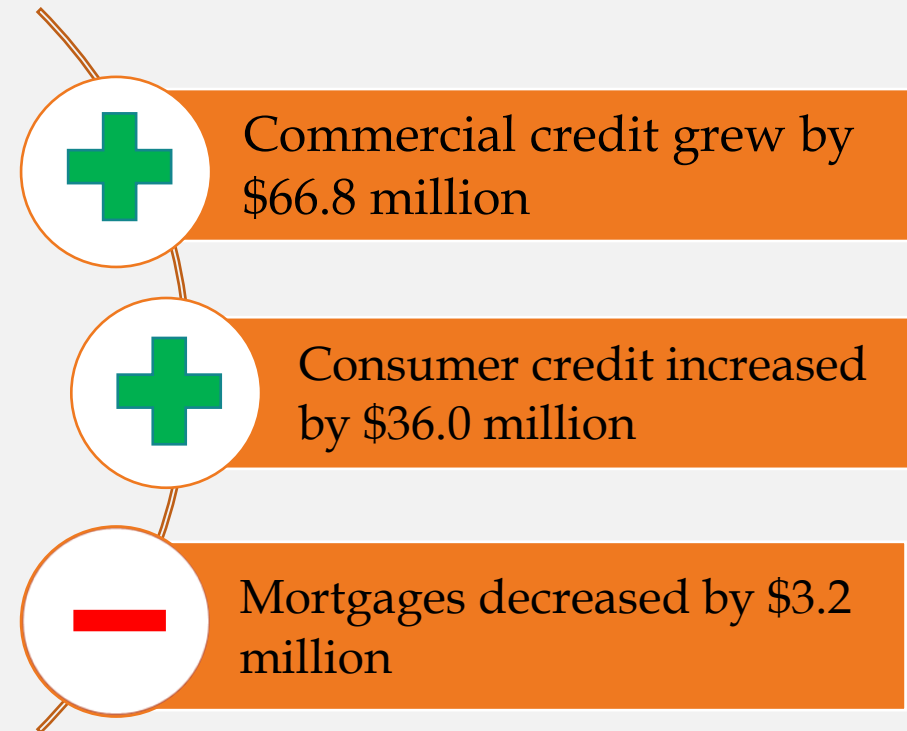 Commercial credit grew by
$66.8 million
Consumer credit increased
by $36.0 million
Mortgages decreased by $3.2
million